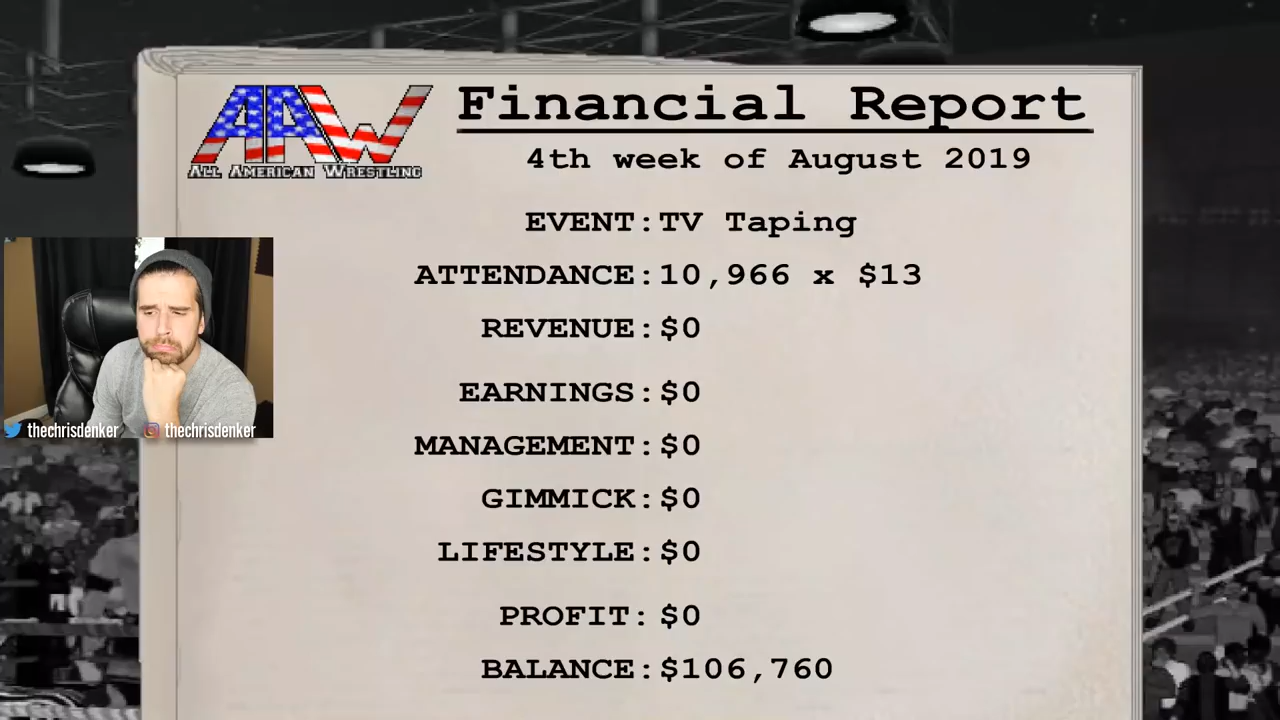 AAW
ALL AMERICAN WRESTLING
Financial Report
4th week of August 2019
EVENT: TV Taping
ATTENDANCE: 10,966 x $13
REVENUE: $0
EARNINGS: $0
MANAGEMENT: $0
GIMMICK: $0
LIFESTYLE: $0
PROFIT: $0
BALANCE: $106,760
thechrisdenker thechrisdenker